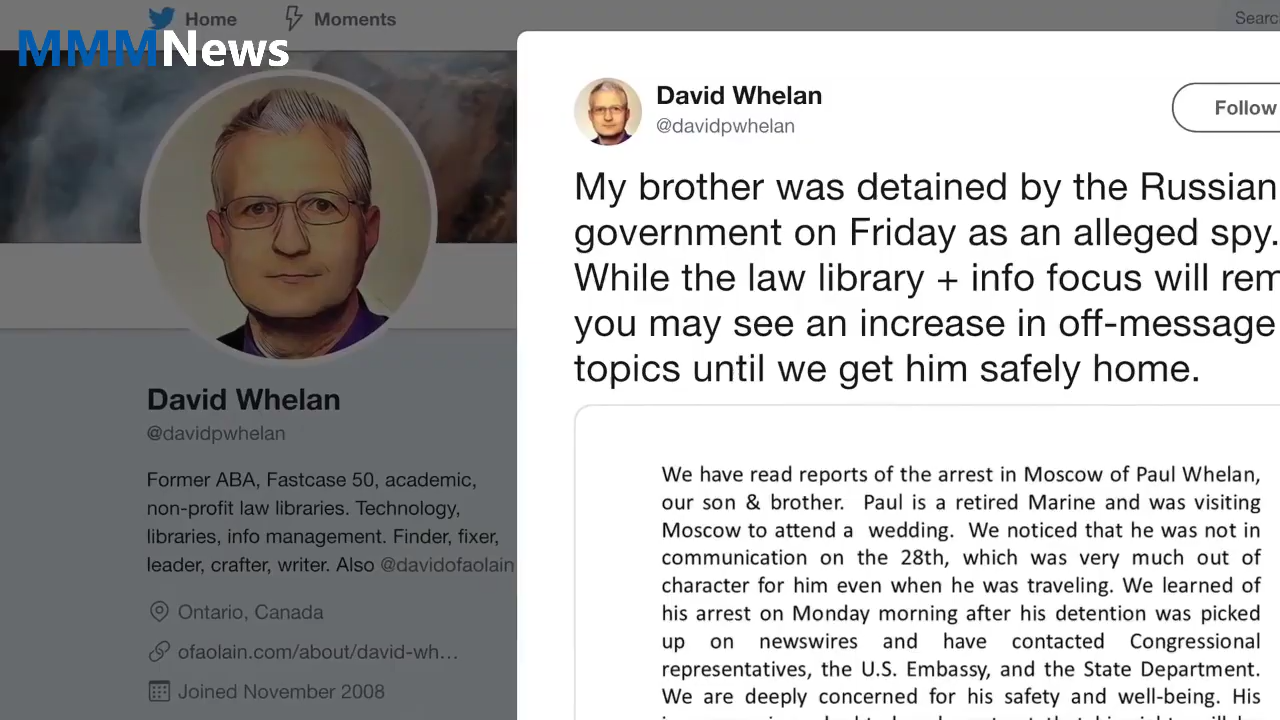 Home
Moments
Searc
MMMNews
David Whelan
@davidpwhelan
Follow
My brother was detained by the Russian
government on Friday as an alleged spy.
While the law library + info focus will rem
you may see an increase in off-message
topics until we get him safely home.
David Whelan
@davidpwhelan
Former ABA, Fastcase 50, academic,
non-profit law libraries. Technology,
libraries, info management. Finder, fixer,
leader, crafter, writer. Also @davidofaolain
Ontario, Canada
ofaolain.com/about/david-wh…
Joined November 2008
We have read reports of the arrest in Moscow of Paul Whelan,
our son & brother. Paul is a retired Marine and was visiting
Moscow to attend a wedding. We noticed that he was not in
communication on the 28th, which was very much out of
character for him even when he was traveling. We learned of
his arrest on Monday morning after his detention was picked
up on newswires and have contacted Congressional
representatives, the U.S. Embassy, and the State Department.
We are deeply concerned for his safety and well-being. His